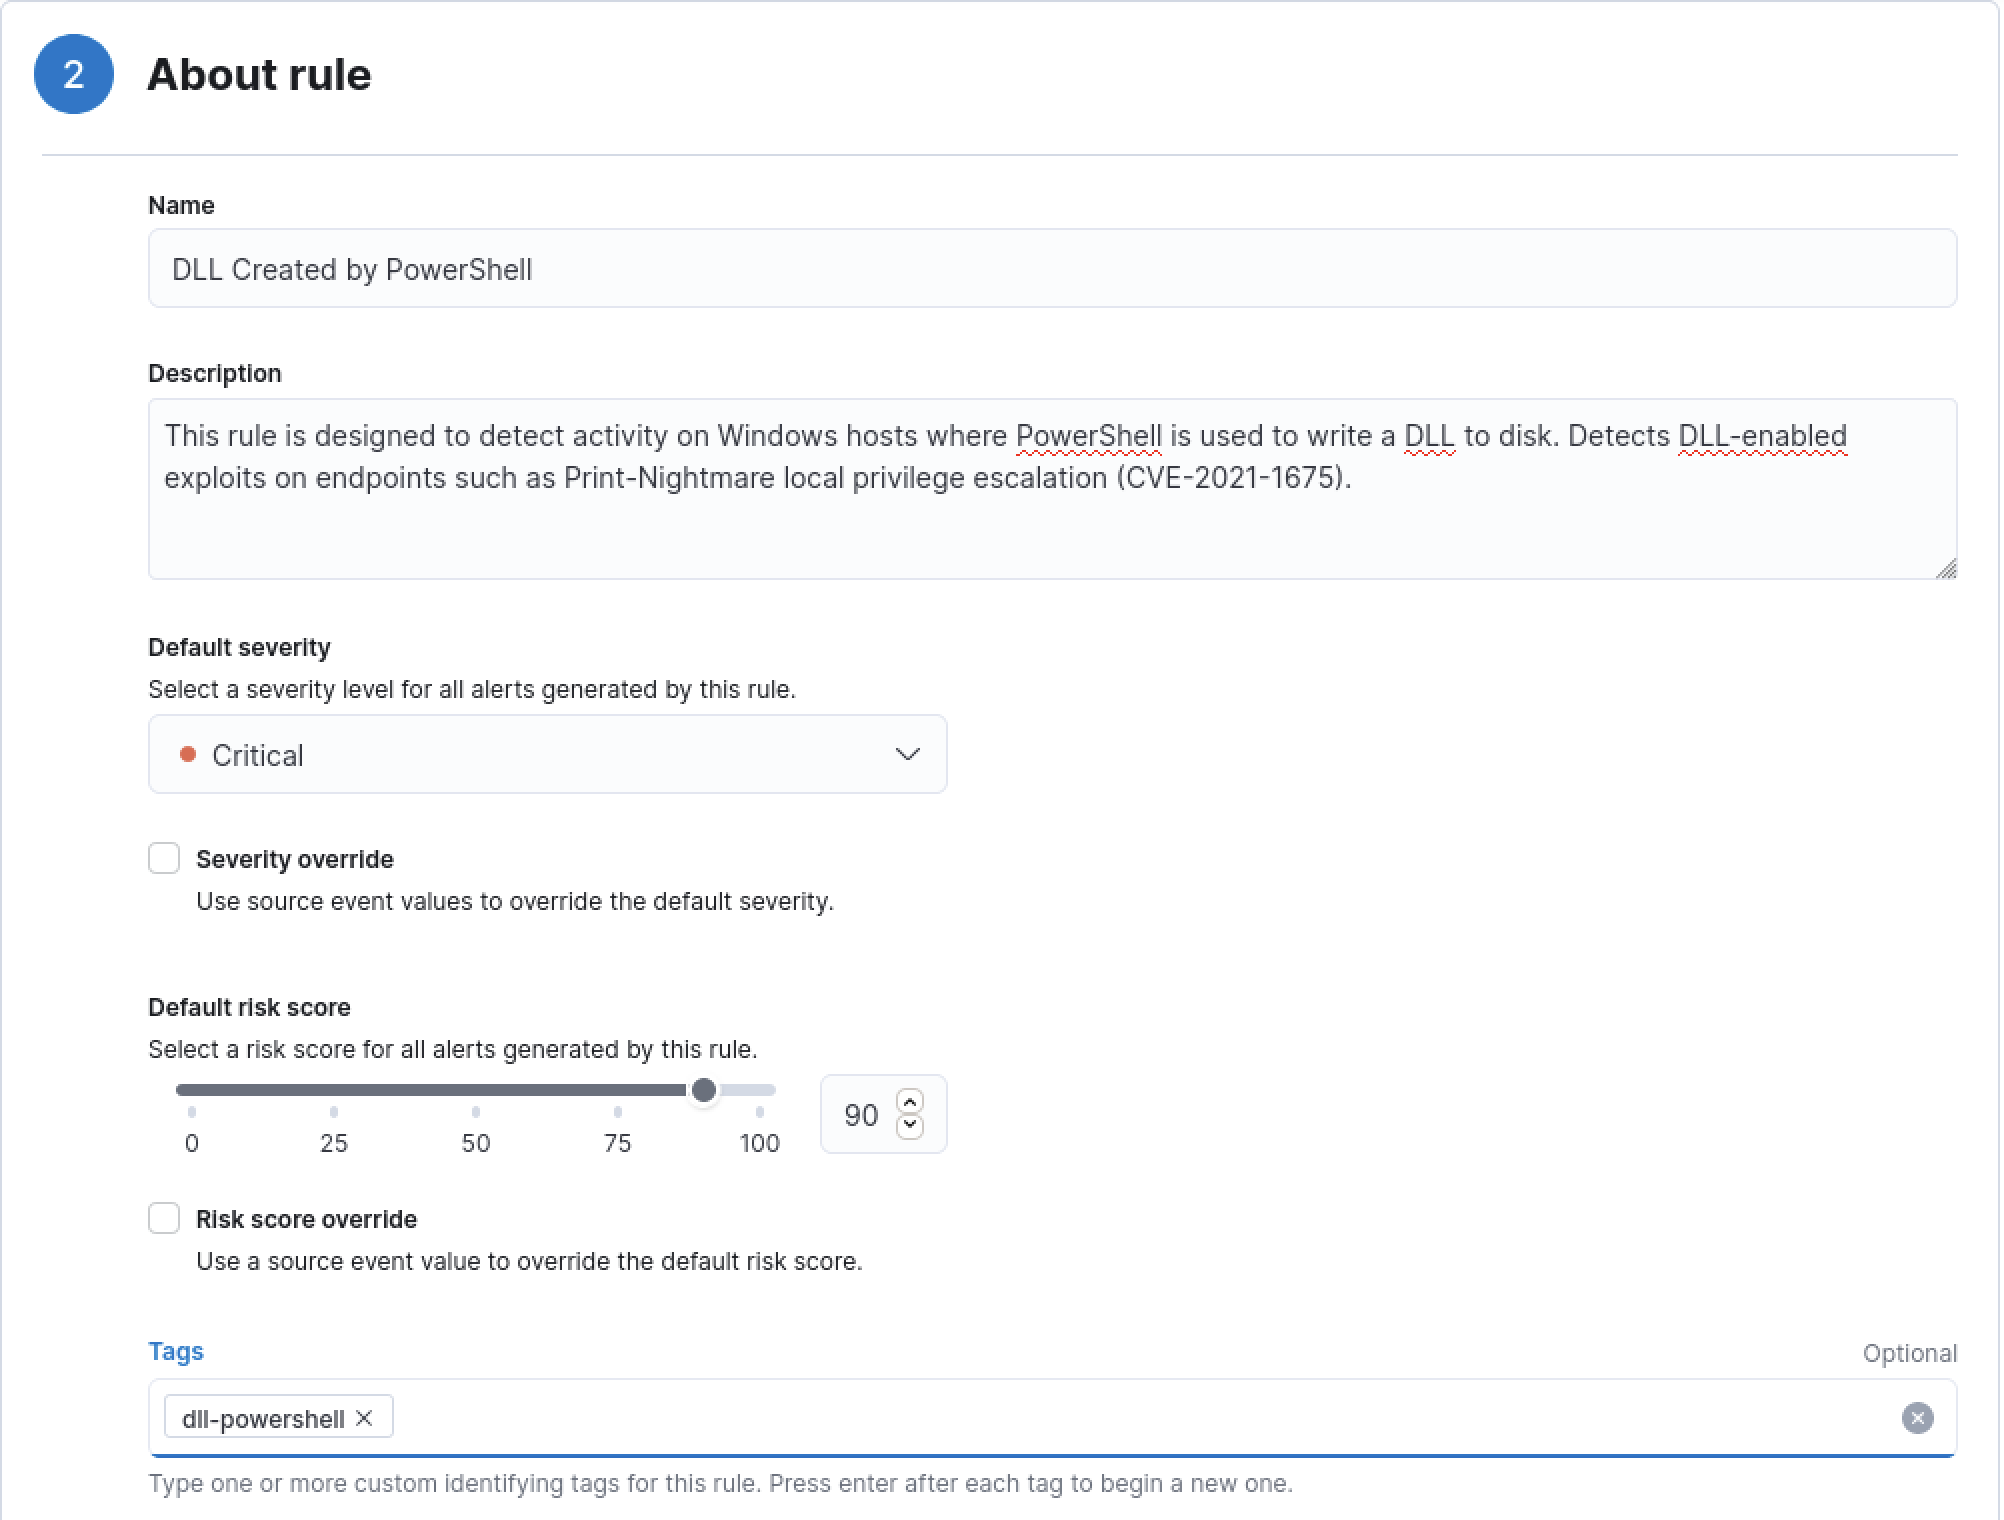 2
About rule
Name
DLL Created by PowerShell
Description
This rule is designed to detect activity on Windows hosts where PowerShell is used to write a DLL to disk. Detects DLL-enabled
exploits on endpoints such as Print-Nightmare local privilege escalation (CVE-2021-1675).
Default severity
Select a severity level for all alerts generated by this rule.
Critical
Severity override
Use source event values to override the default severity.
Default risk score
Select a risk score for all alerts generated by this rule.
0 25 50 75 100
90
Risk score override
Use a source event value to override the default risk score.
Tags
Optional
dll-powershell
Type one or more custom identifying tags for this rule. Press enter after each tag to begin a new one.